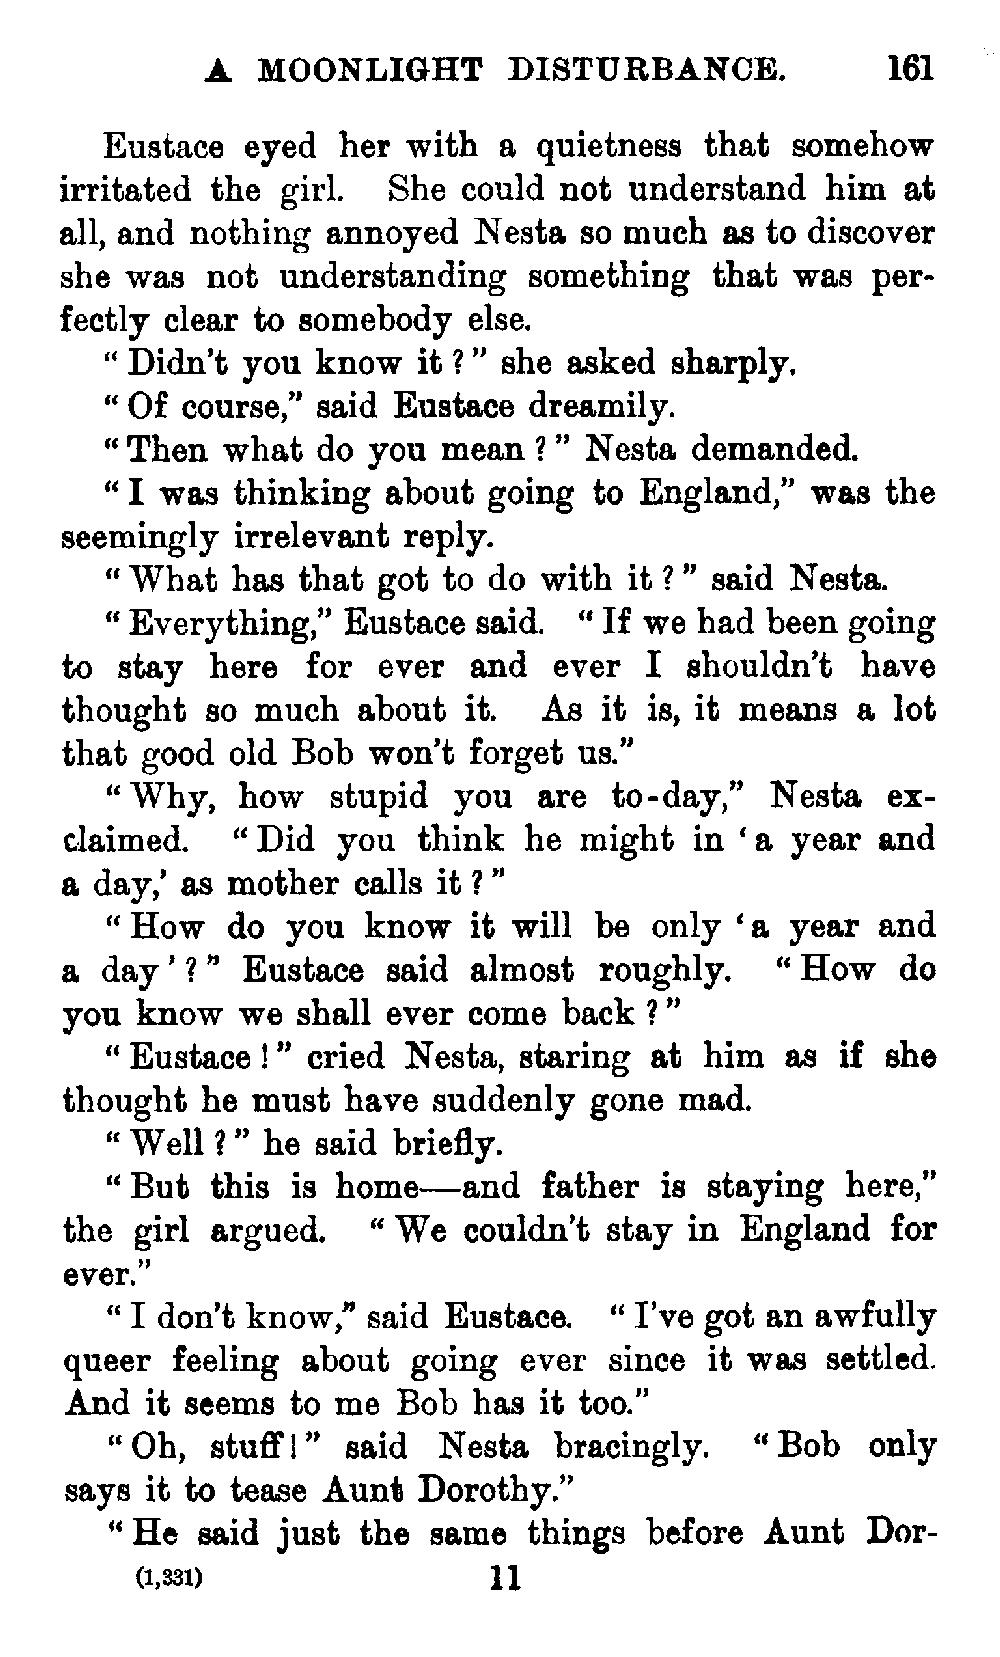 A MOONLIGHT DISTURBANCE. 161
Eustace eyed her with a quietness that somehow
irritated the girl. She could not understand him at
all, and nothing annoyed Nesta so much as to discover
she was not understanding something that was per-
fectly clear to somebody else.
“Didn't you know it?” she asked sharply.
“Of course,” said Eustace dreamily.
“Then what do you mean?” Nesta demanded.
“I was thinking about going to England,” was the
seemingly irrelevant reply.
“What has that got to do with it?” said Nesta.
“Everything,” Eustace said. “If we had been going
to stay here for ever and ever I shouldn't have
thought so much about it. As it is, it means a lot
that good old Bob won't forget us.”
“Why, how stupid you are to-day,” Nesta ex-
claimed. “Did you think he might in ‘a year and
a day,’ as mother calls it?”
“How do you know it will be only ‘a year and
a day’?” Eustace said almost roughly. “How do
you know we shall ever come back?”
“Eustace!” cried Nesta, staring at him as if she
thought he must have suddenly gone mad.
“Well?” he said briefly.
“But this is home—and father is staying here,”
the girl argued. “We couldn't stay in England for
ever.”
“I don't know,” said Eustace. “I've got an awfully
queer feeling about going ever since it was settled.
And it seems to me Bob has it too.”
“Oh, stuff!” said Nesta bracingly. “Bob only
says it to tease Aunt Dorothy.”
“He said just the same things before Aunt Dor-
(1,331) 11